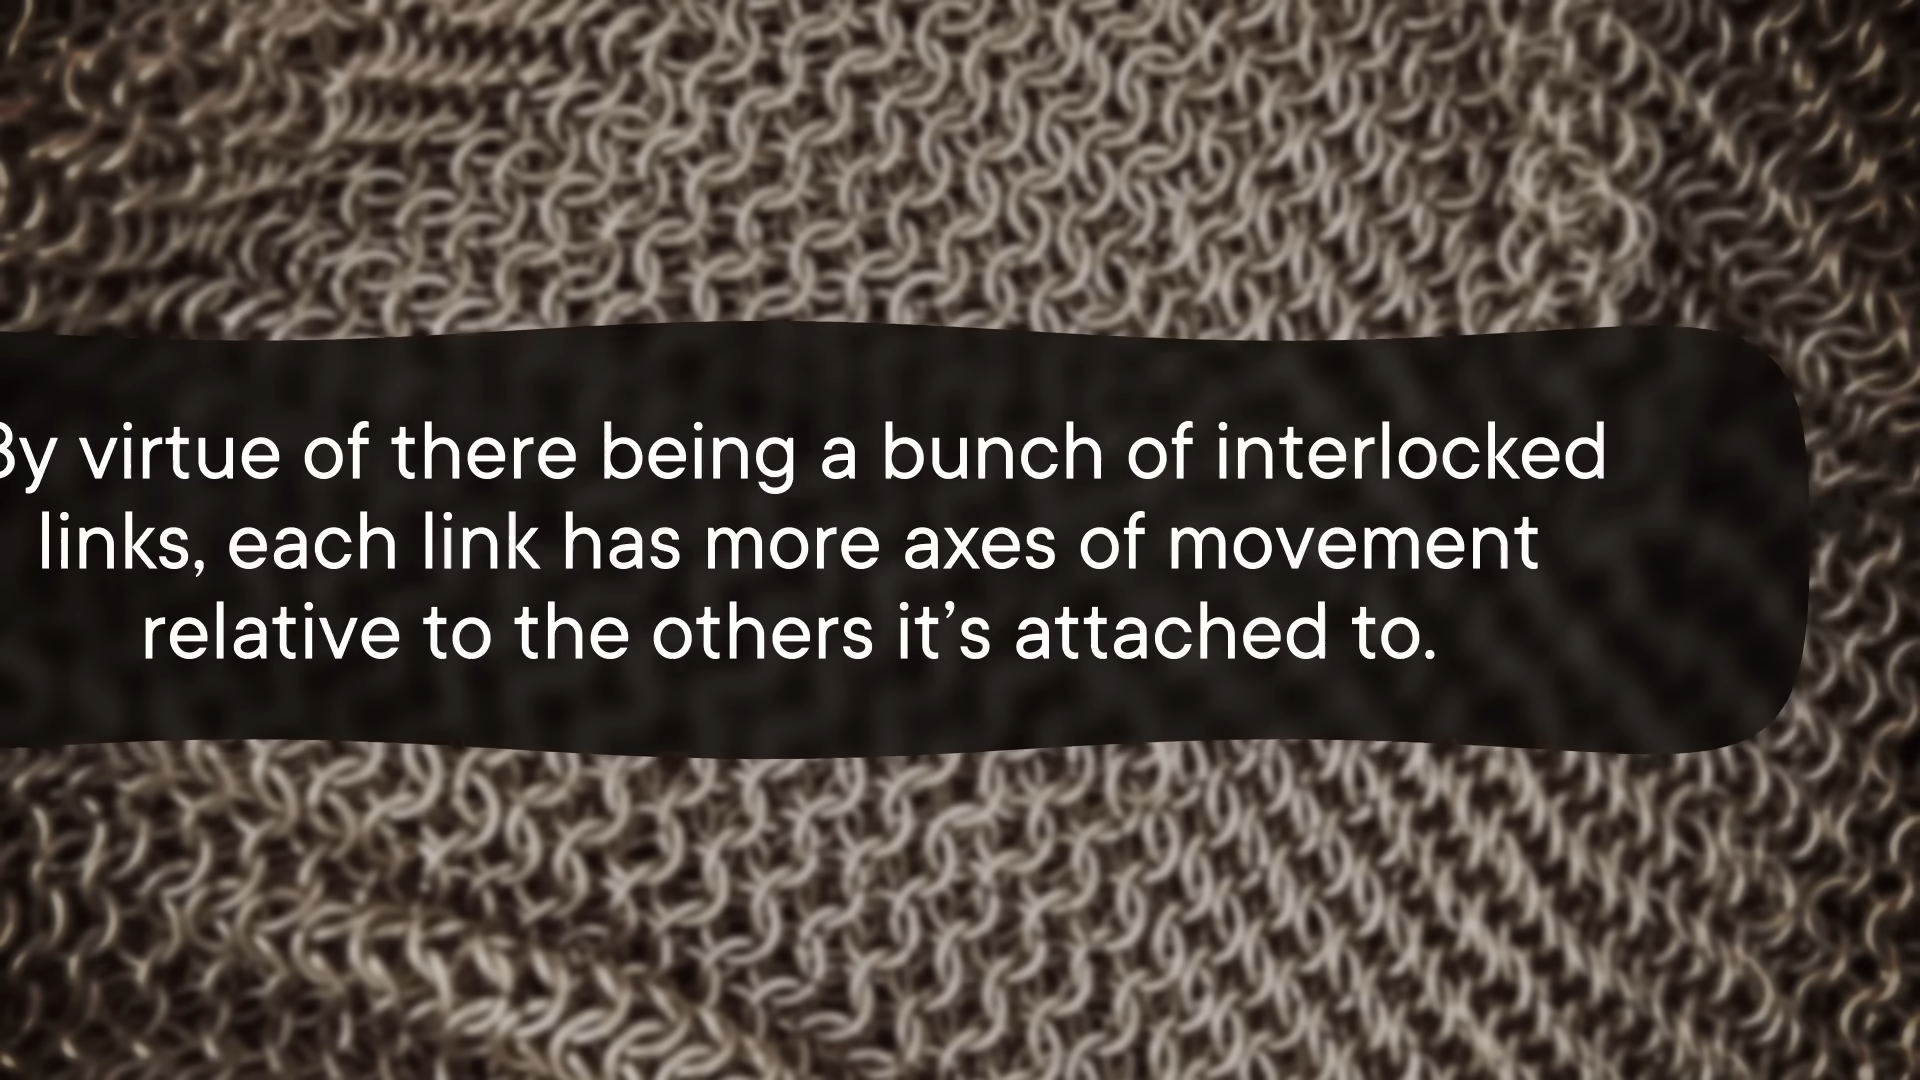 By virtue of there being a bunch of interlocked
links, each link has more axes of movement
relative to the others it’s attached to.